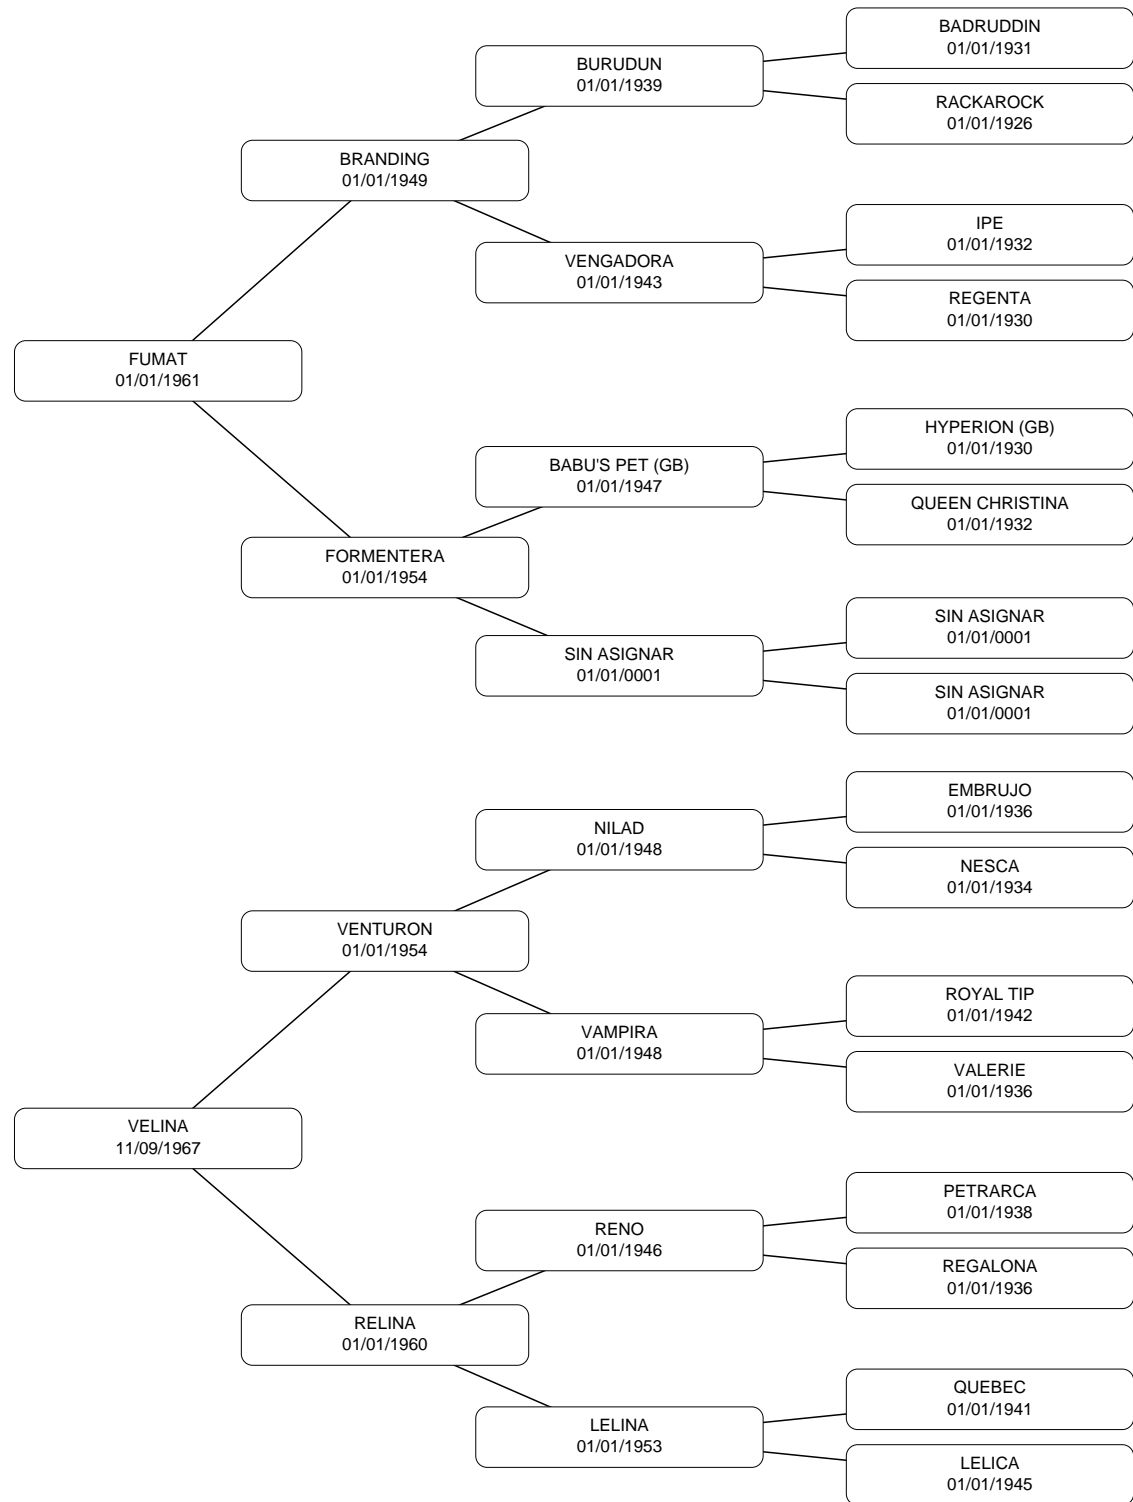 BADRUDDIN
01/01/1931
BURUDUN
01/01/1939
RACKAROCK
01/01/1926
BRANDING
01/01/1949
IPE
01/01/1932
VENGADORA
01/01/1943
REGENTA
01/01/1930
FUMAT
01/01/1961
HYPERION (GB)
01/01/1930
BABU'S PET (GB)
01/01/1947
QUEEN CHRISTINA
01/01/1932
FORMENTERA
01/01/1954
SIN ASIGNAR
01/01/0001
SIN ASIGNAR
01/01/0001
SIN ASIGNAR
01/01/0001
EMBRUJO
01/01/1936
NILAD
01/01/1948
NESCA
01/01/1934
VENTURON
01/01/1954
ROYAL TIP
01/01/1942
VAMPIRA
01/01/1948
VALERIE
01/01/1936
VELINA
11/09/1967
PETRARCA
01/01/1938
RENO
01/01/1946
REGALONA
01/01/1936
RELINA
01/01/1960
QUEBEC
01/01/1941
LELINA
01/01/1953
LELICA
01/01/1945